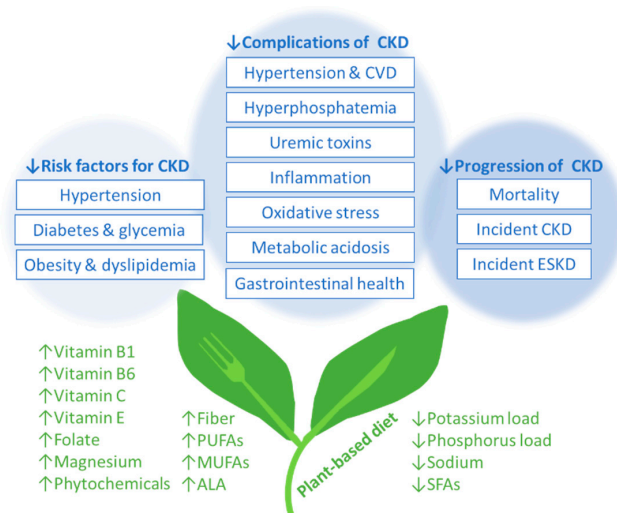 ↓Complications of CKD
Hypertension & CVD
Hyperphosphatemia
Uremic toxins
Inflammation
Oxidative stress
Metabolic acidosis
Gastrointestinal health
↓Risk factors for CKD
Hypertension
Diabetes & glycemia
Obesity & dyslipidemia
↓Progression of CKD
Mortality
Incident CKD
Incident ESKD
↑Vitamin B1
↑Vitamin B6
↑Vitamin C
↑Vitamin E
↑Folate
↑Magnesium
↑Phytochemicals
↑Fiber
↑PUFAs
↑MUFAs
↑ALA
Plant-based diet
↓Potassium load
↓Phosphorus load
↓Sodium
↓SFAs